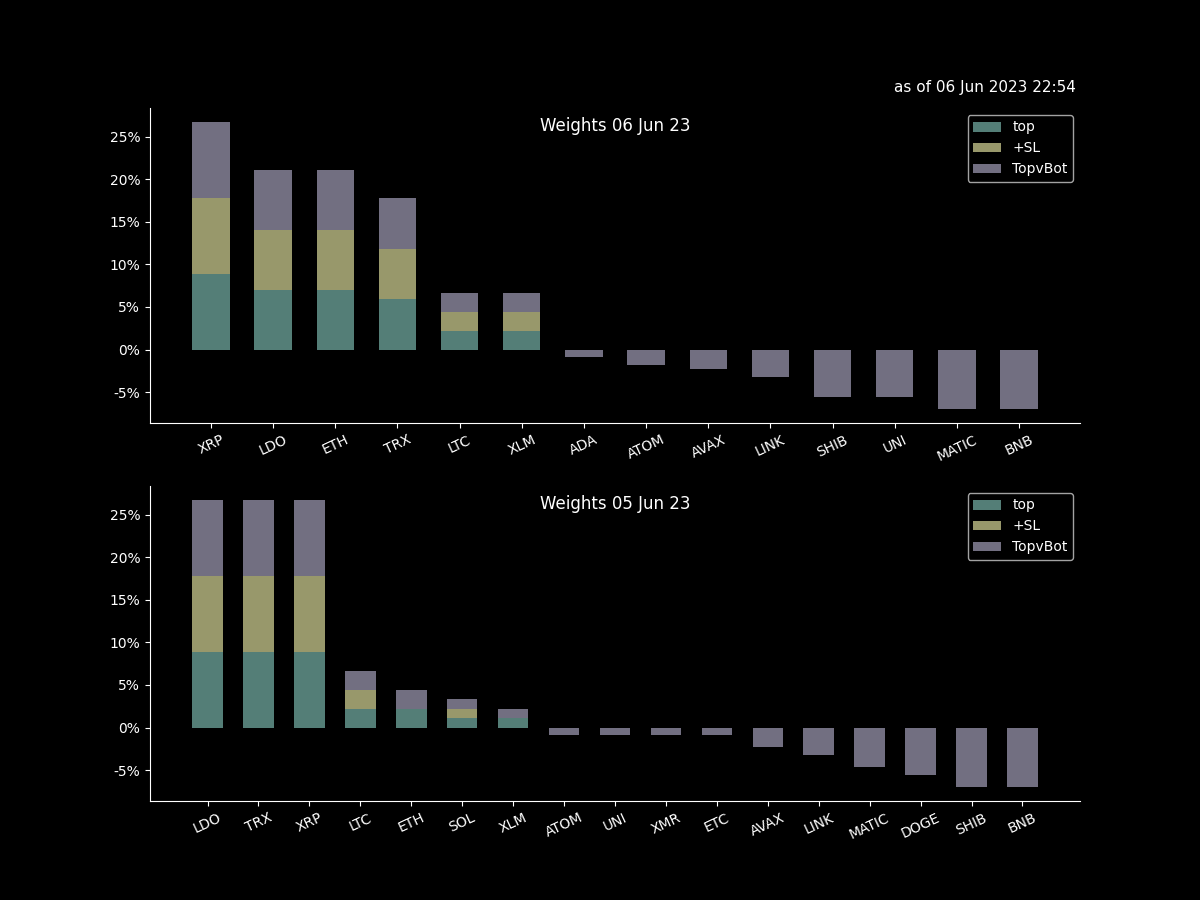 as of 06 Jun 2023 22:54
Weights 06 Jun 23
top
+SL
TopvBot
25%
20%
15%
10%
5%
0%
-5%
XRP LDO ETH TRX LTC XLM ADA ATOM AVAX LINK SHIB UNI MATIC BNB
Weights 05 Jun 23
top
+SL
TopvBot
25%
20%
15%
10%
5%
0%
-5%
LDO TRX XRP LTC ETH SOL XLM ATOM UNI XMR ETC AVAX LINK MATIC DOGE SHIB BNB